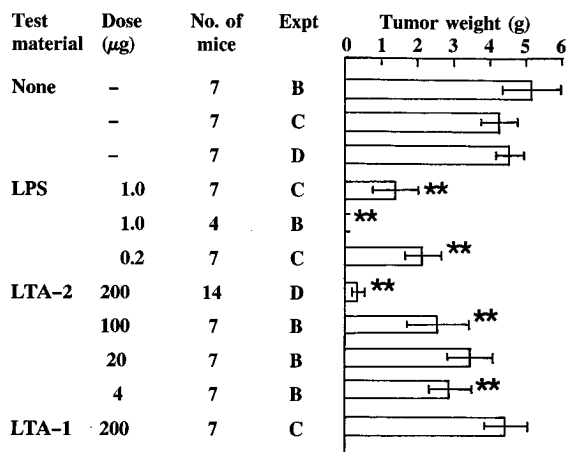 Test Dose No. of Expt Tumor weight (g)
material (μg) mice 0 1 2 3 4 5 6
None – 7 B
– 7 C
– 7 D
LPS 1.0 7 C **
1.0 4 B **
0.2 7 C **
LTA–2 200 14 D **
100 7 B **
20 7 B
4 7 B **
LTA–1 200 7 C